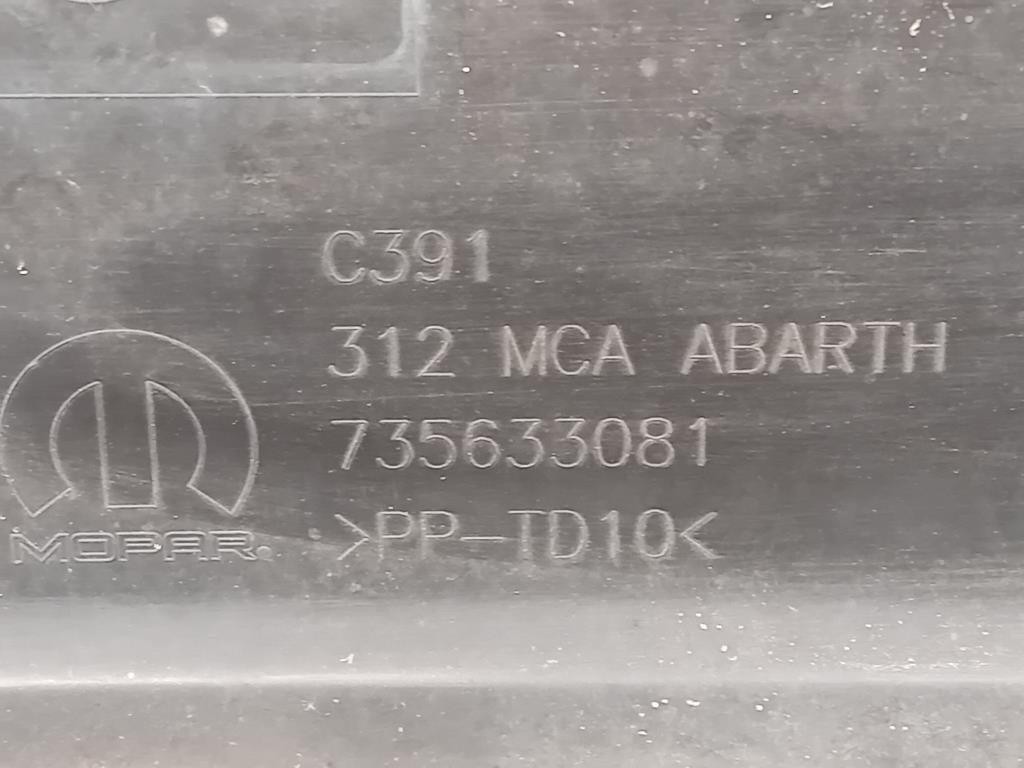 C391
312 MCA ABARTH
735633081
>PP-TD10<
MOPAR.